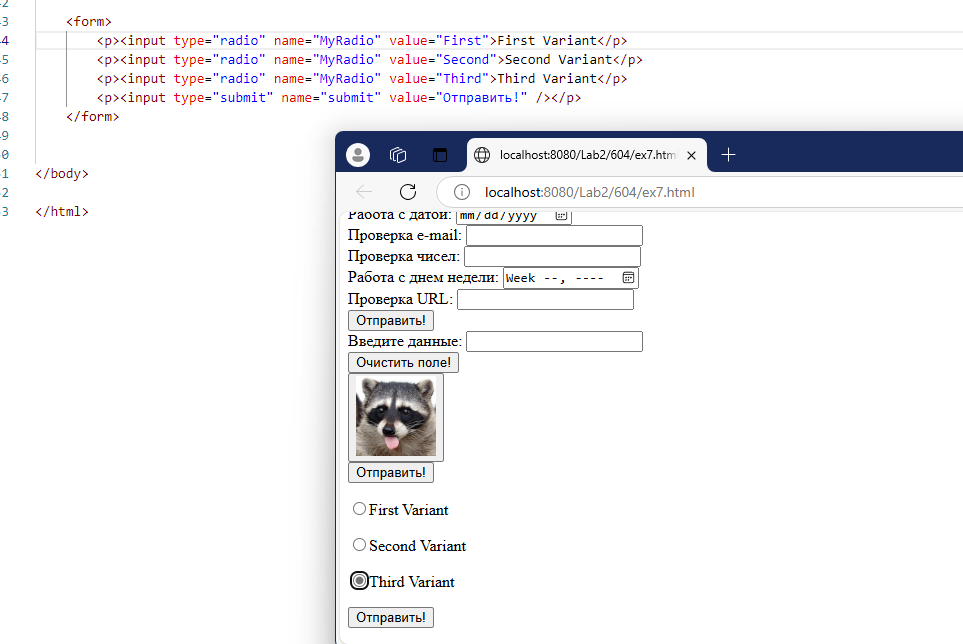 <form>
<p><input type="radio" name="MyRadio" value="First">First Variant</p>
<p><input type="radio" name="MyRadio" value="Second">Second Variant</p>
<p><input type="radio" name="MyRadio" value="Third">Third Variant</p>
<p><input type="submit" name="submit" value="Отправить!" /></p>
</form>
</body>
</html>
localhost:8080/Lab2/604/ex7.htm
localhost:8080/Lab2/604/ex7.html
Работа с датой: mm/dd/yyyy
Проверка e-mail:
Проверка чисел:
Работа с днем недели: Week --, ----
Проверка URL:
Отправить!
Введите данные:
Очистить поле!
Отправить!
First Variant
Second Variant
Third Variant
Отправить!